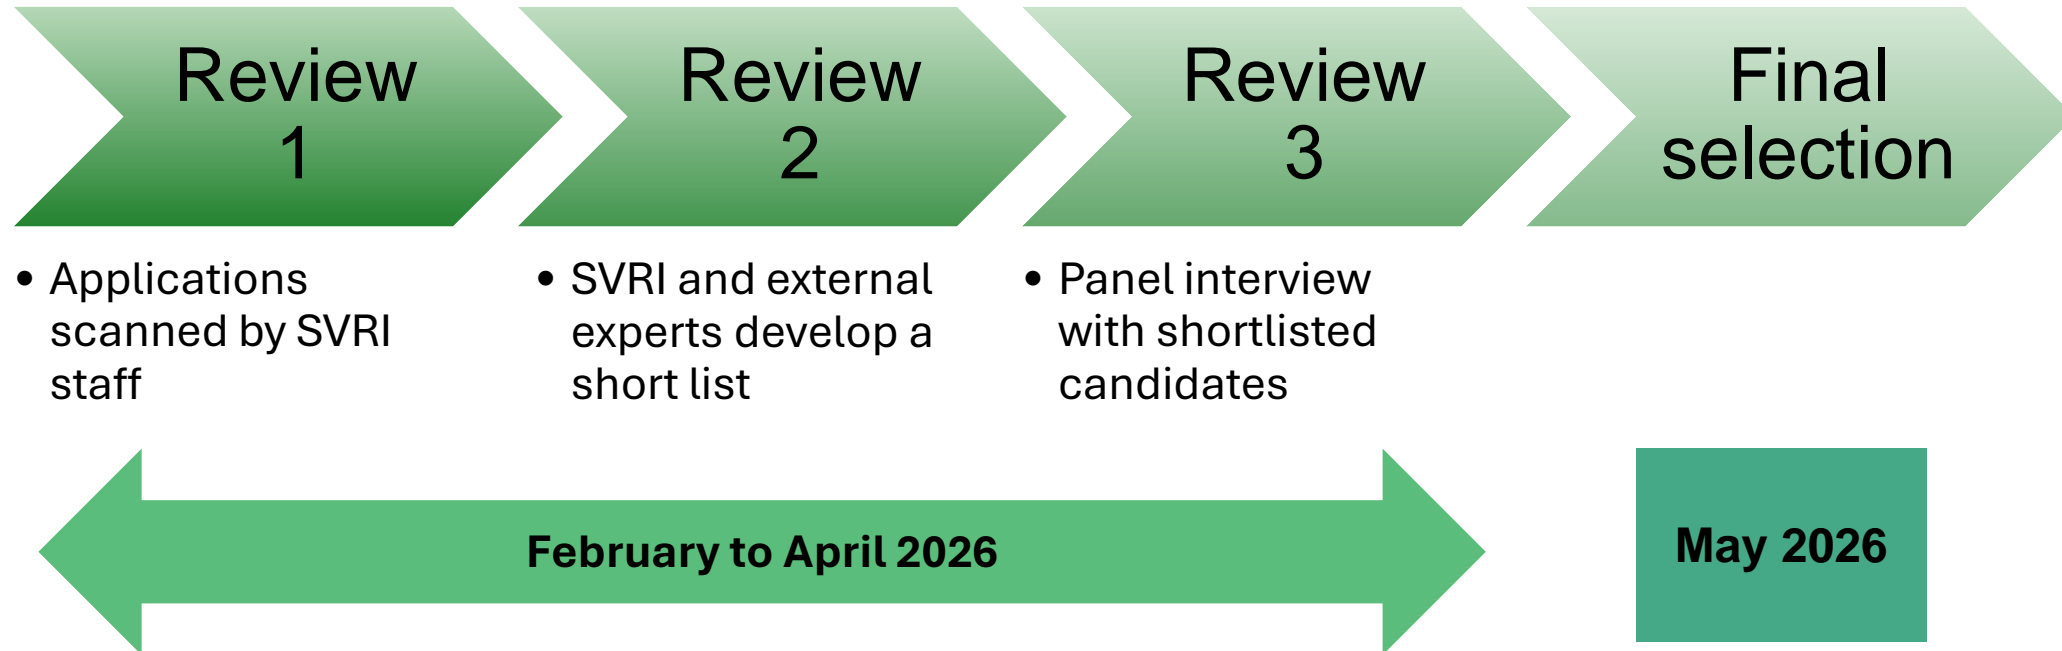 Review
1
Review
2
Review
3
Final
selection
• Applications
scanned by SVRI
staff
• SVRI and external
experts develop a
short list
• Panel interview
with shortlisted
candidates
February to April 2026
May 2026